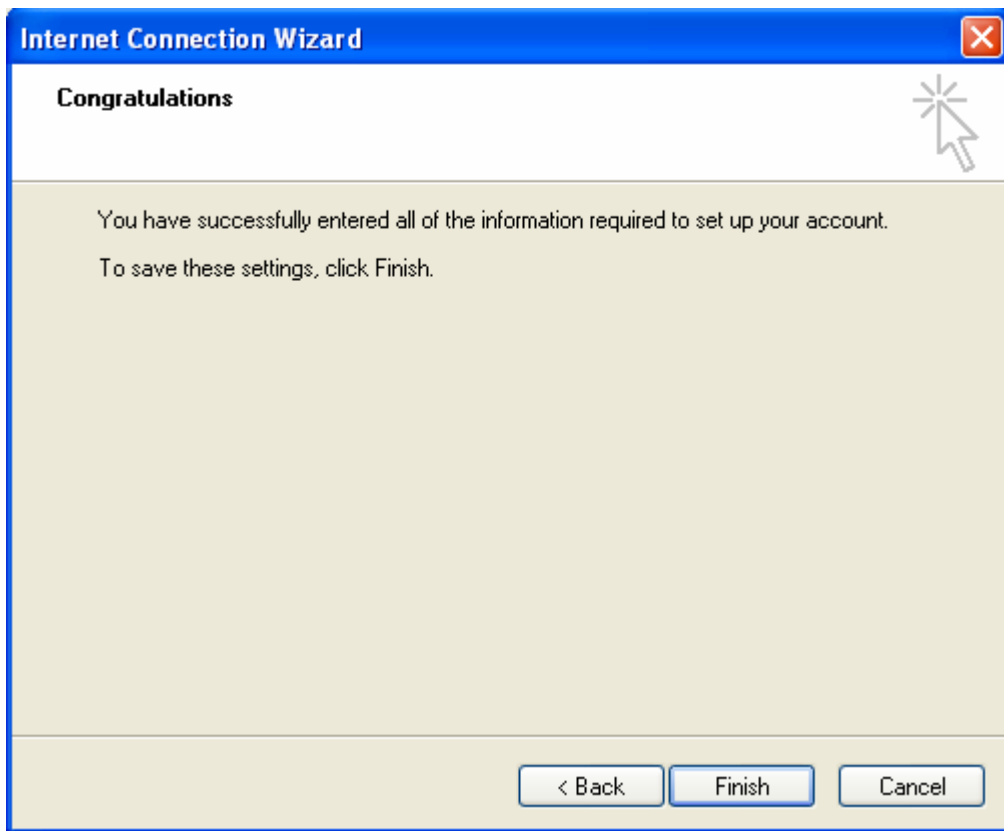 Internet Connection Wizard
Congratulations
You have successfully entered all of the information required to set up your account.
To save these settings, click Finish.
< Back
Finish
Cancel